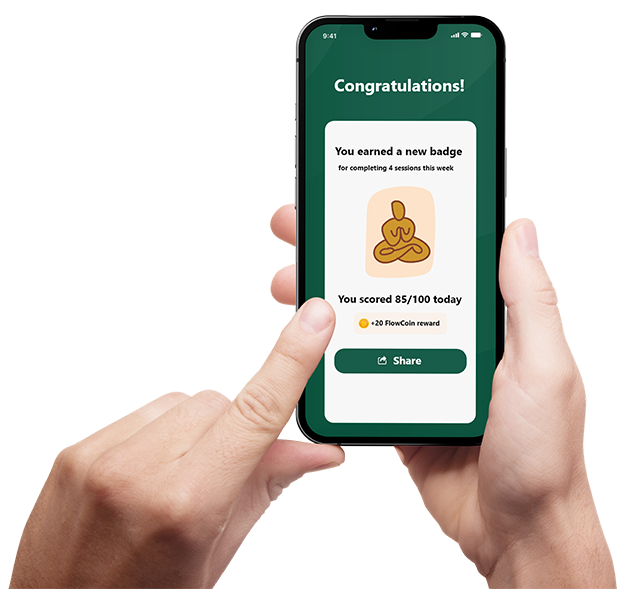 9:41
Congratulations!
You earned a new badge
for completing 4 sessions this week
You scored 85/100 today
+20 FlowCoin reward
Share